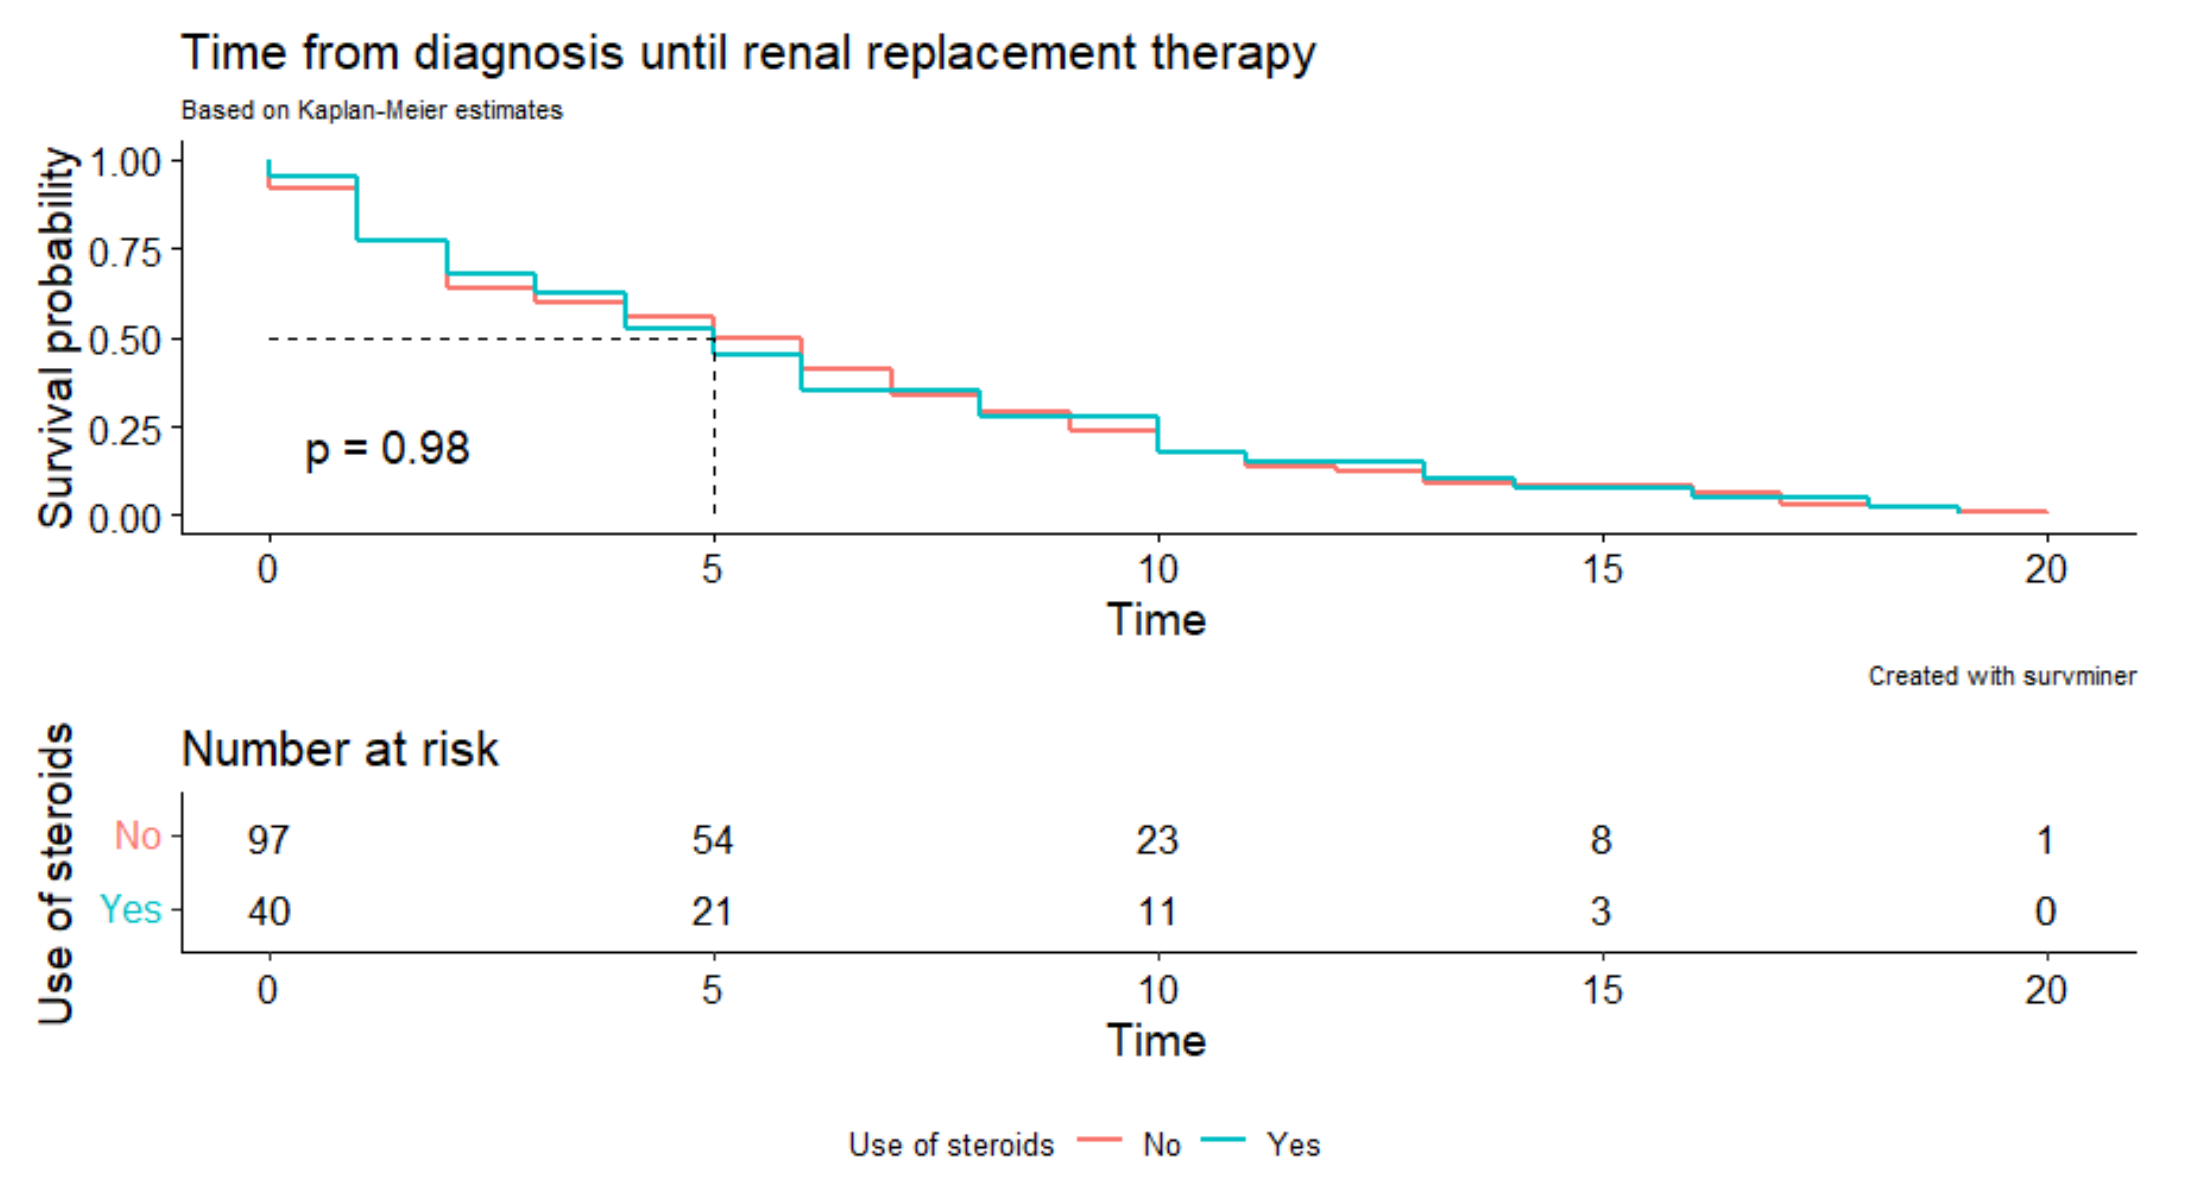 Time from diagnosis until renal replacement therapy
Based on Kaplan-Meier estimates
Survival probability
1.00
0.75
0.50
0.25
0.00
p = 0.98
0 5 10 15 20
Time
Created with survminer
Number at risk
Use of steroids
No 97 54 23 8 1
Yes 40 21 11 3 0
0 5 10 15 20
Time
Use of steroids No Yes